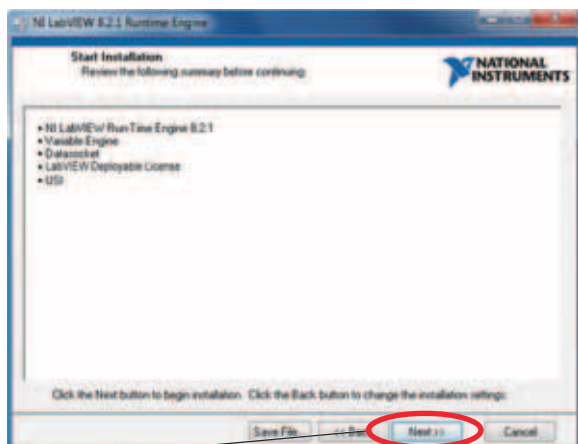 NI LabVIEW 8.2.1 Runtime Engine
Start Installation
Review the following summary before continuing.
NATIONAL
INSTRUMENTS
• NI LabVIEW Run-Time Engine 8.2.1
• Variable Engine
• Datasocket
• LabVIEW Deployable License
• USI
Click the Next button to begin installation. Click the Back button to change the installation settings.
Save File... << Back Next >> Cancel